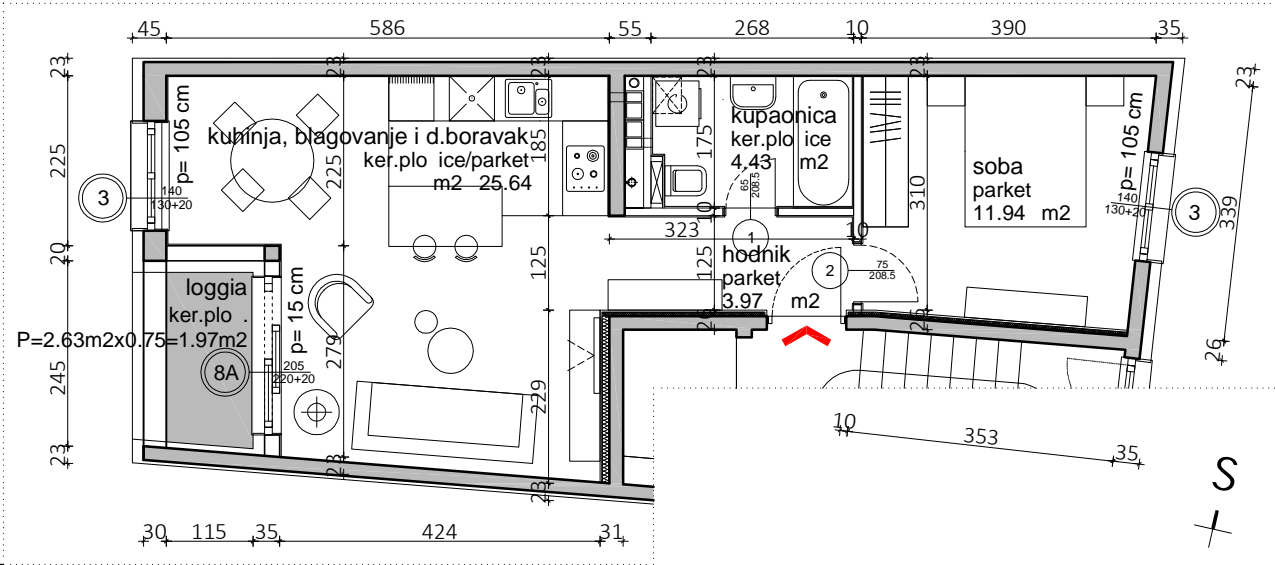 45 586 55 268 10 390 35
23 23 23 23 23 23
kuhinja, blagovanje i d.boravak
ker.plo ice/parket
m2 25.64
p= 105 cm
225
225
185
175
kupaonica
ker.plo ice
4.43 m2
65
208.5
310
soba
parket
11.94 m2
p= 105 cm
3
140
130+20
140
130+20
3
339
20
10
323
1
10
125
125
hodnik
parket
3.97 m2
2
75
208.5
loggia
ker.plo .
P=2.63m2x0.75=1.97m2
p= 15 cm
279
8A
205
220+20
245
229
26
25
26
10 353 35
23
23
23
30 115 35 424 31
S